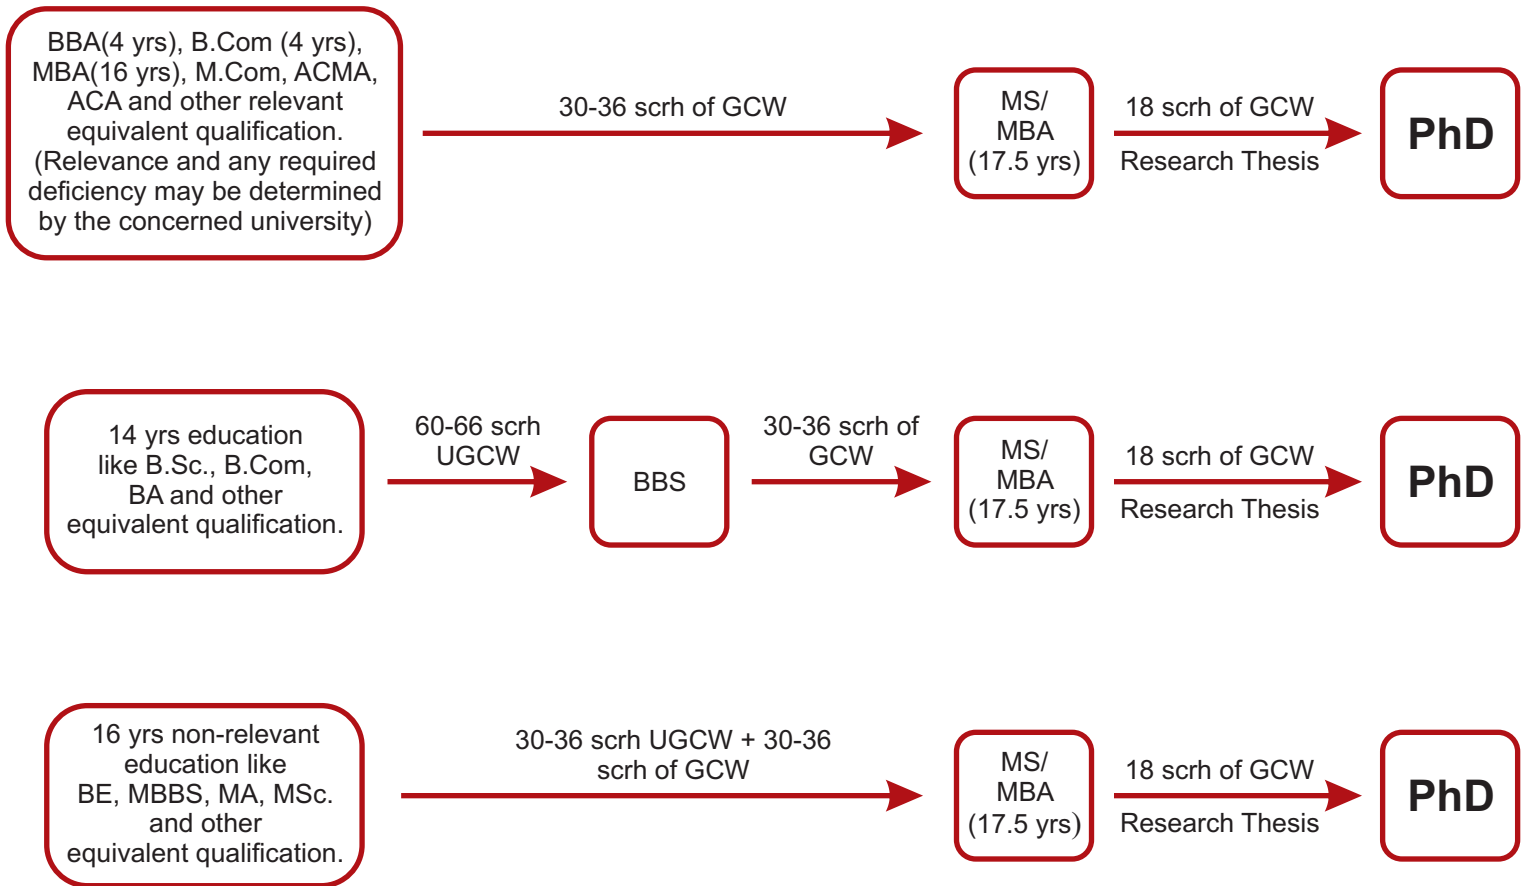 BBA(4 yrs), B.Com (4 yrs),
MBA(16 yrs), M.Com, ACMA,
ACA and other relevant
equivalent qualification.
(Relevance and any required
deficiency may be determined
by the concerned university)
30-36 scrh of GCW
MS/
MBA
(17.5 yrs)
18 scrh of GCW
Research Thesis
PhD
14 yrs education
like B.Sc., B.Com,
BA and other
equivalent qualification.
60-66 scrh
UGCW
BBS
30-36 scrh of
GCW
MS/
MBA
(17.5 yrs)
18 scrh of GCW
Research Thesis
PhD
16 yrs non-relevant
education like
BE, MBBS, MA, MSc.
and other
equivalent qualification.
30-36 scrh UGCW + 30-36
scrh of GCW
MS/
MBA
(17.5 yrs)
18 scrh of GCW
Research Thesis
PhD